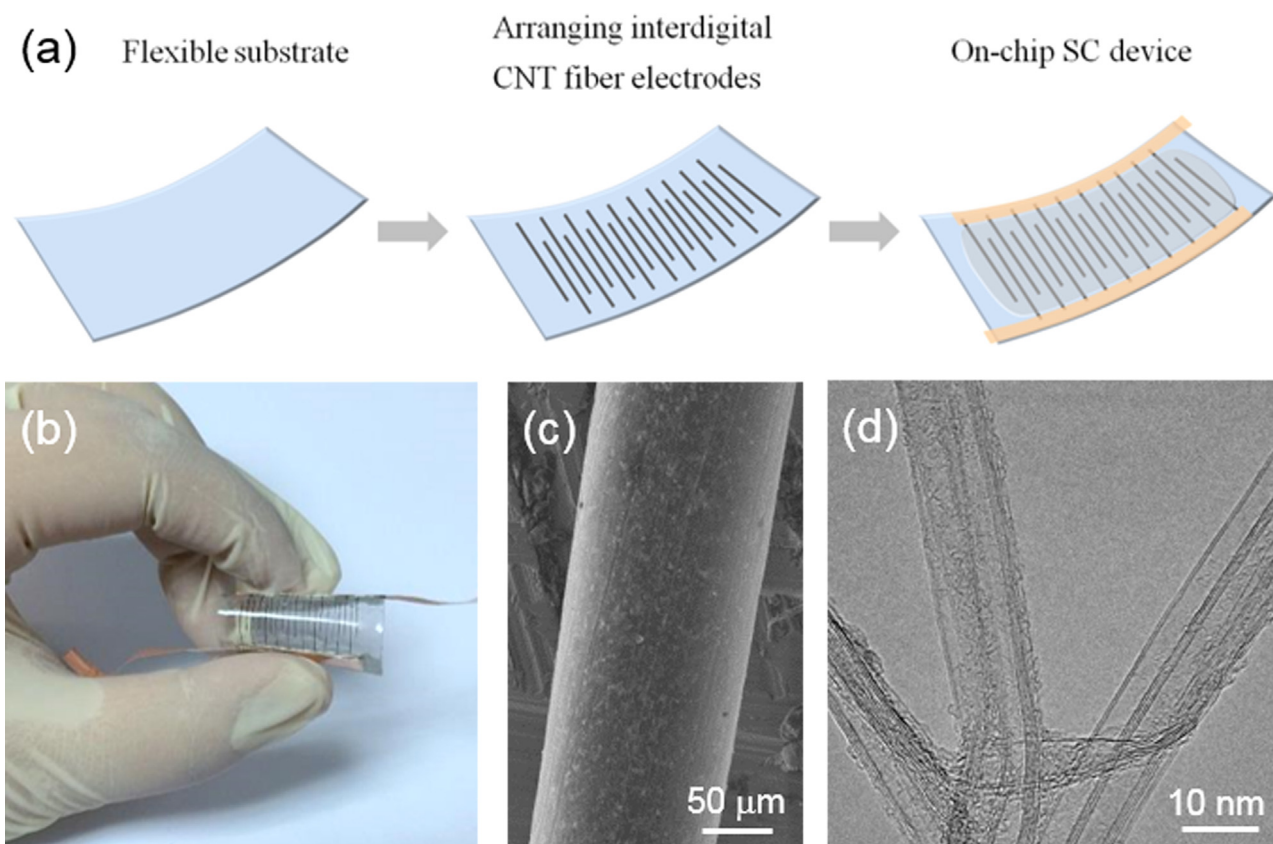 (a)
Flexible substrate
Arranging interdigital
CNT fiber electrodes
On-chip SC device
(b)
(c)
50 μm
(d)
10 nm